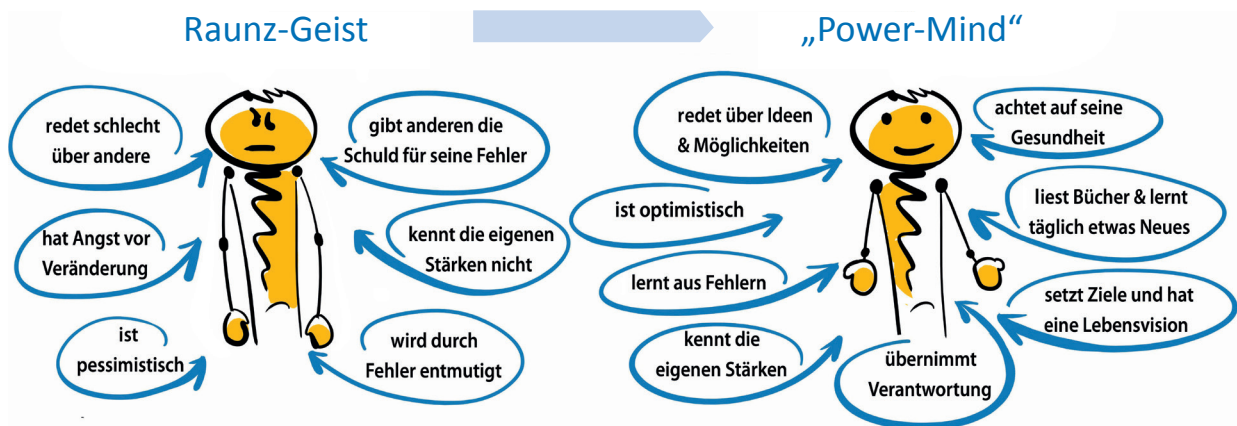 Raunz-Geist
„Power-Mind“
redet schlecht
über andere
gibt anderen die
Schuld für seine Fehler
hat Angst vor
Veränderung
kennt die eigenen
Stärken nicht
ist
pessimistisch
wird durch
Fehler entmutigt
redet über Ideen
& Möglichkeiten
achtet auf seine
Gesundheit
ist optimistisch
liest Bücher & lernt
täglich etwas Neues
lernt aus Fehlern
setzt Ziele und hat
eine Lebensvision
kennt die
eigenen Stärken
übernimmt
Verantwortung